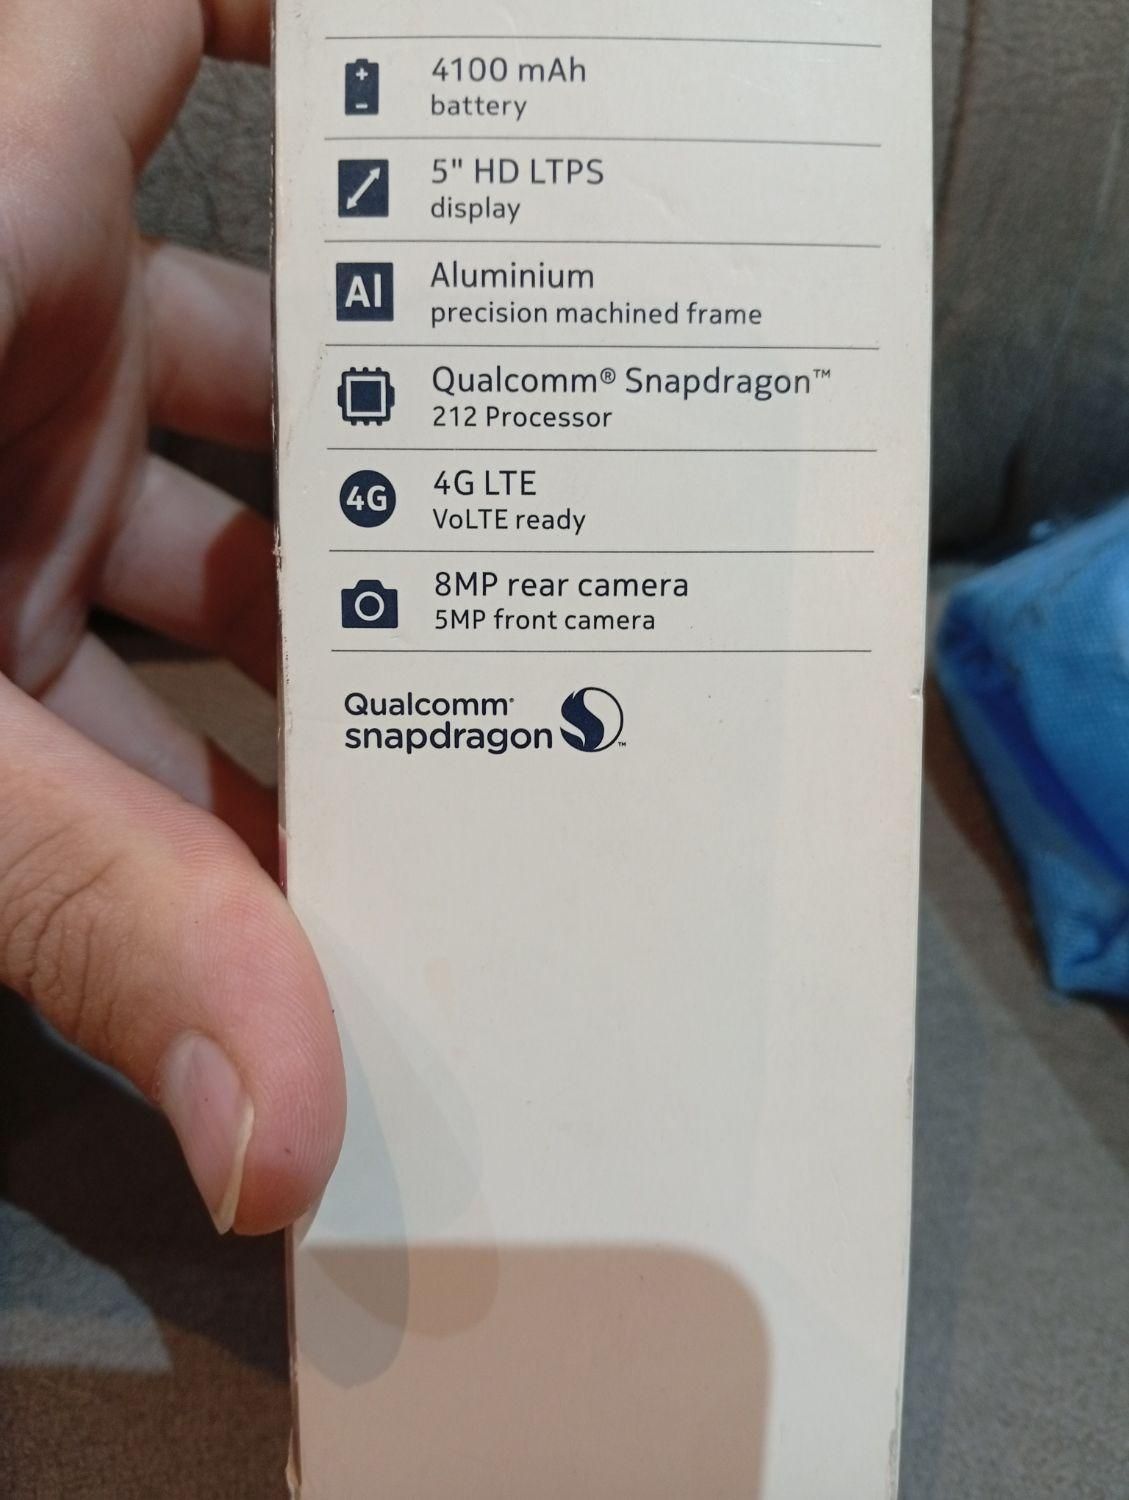 4100 mAh
battery
5" HD LTPS
display
Al
Aluminium
precision machined frame
Qualcomm® Snapdragon™
212 Processor
4G
4G LTE
VoLTE ready
8MP rear camera
5MP front camera
Qualcomm®
snapdragon™